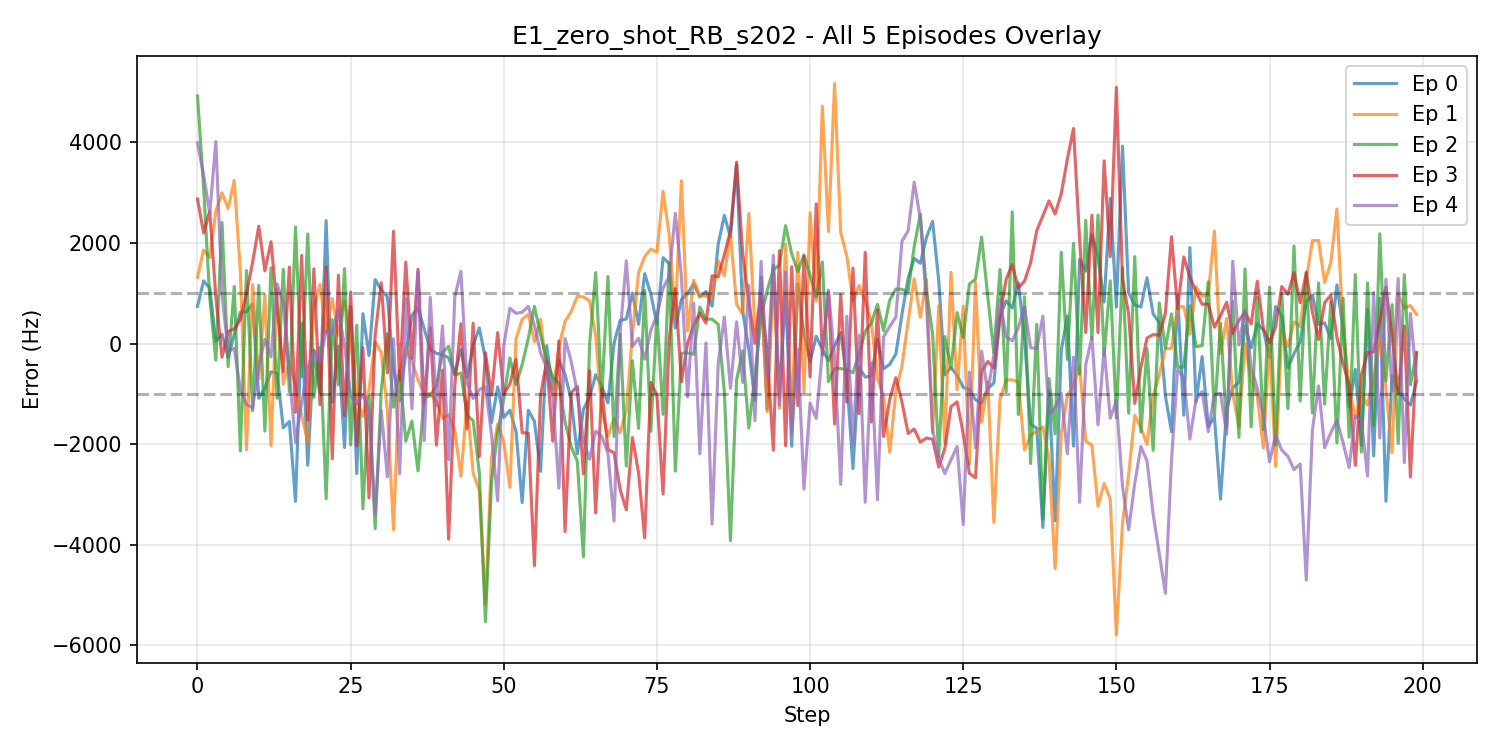 E1_zero_shot_RB_s202 - All 5 Episodes Overlay
Error (Hz)
4000
2000
0
−2000
−4000
−6000
Ep 0
Ep 1
Ep 2
Ep 3
Ep 4
0 25 50 75 100 125 150 175 200
Step